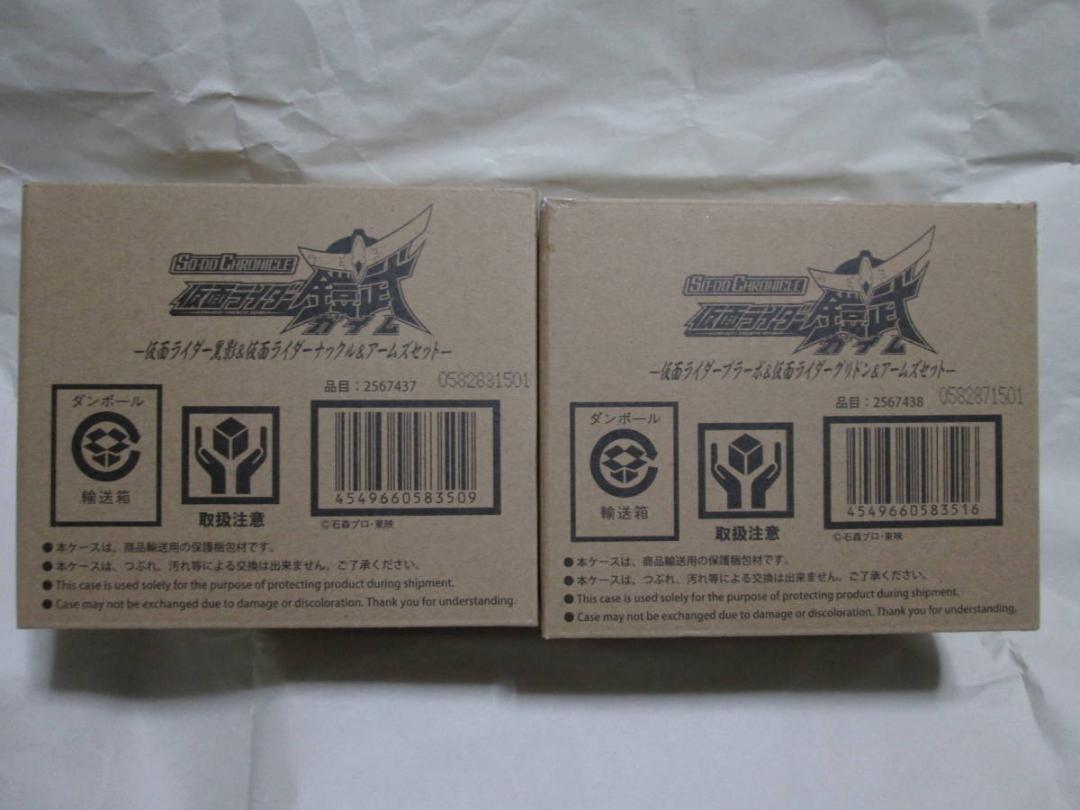 SO-DO CHRONICLE
仮面ライダー鎧武
ガイム
―仮面ライダー黒影&仮面ライダーナックル&アームズセット―
品目：2567437
0582831501
ダンボール
輸送箱
取扱注意
4549660583509
©石森プロ・東映
●本ケースは、商品輸送用の保護梱包材です。
●本ケースは、つぶれ、汚れ等による交換は出来ません。ご了承ください。
●This case is used solely for the purpose of protecting product during shipment.
●Case may not be exchanged due to damage or discoloration. Thank you for understanding.
SO-DO CHRONICLE
仮面ライダー鎧武
ガイム
―仮面ライダーブラーボ&仮面ライダーグリドン&アームズセット―
品目：2567438
0582871501
ダンボール
輸送箱
取扱注意
4549660583516
©石森プロ・東映
●本ケースは、商品輸送用の保護梱包材です。
●本ケースは、つぶれ、汚れ等による交換は出来ません。ご了承ください。
●This case is used solely for the purpose of protecting product during shipment.
●Case may not be exchanged due to damage or discoloration. Thank you for understanding.